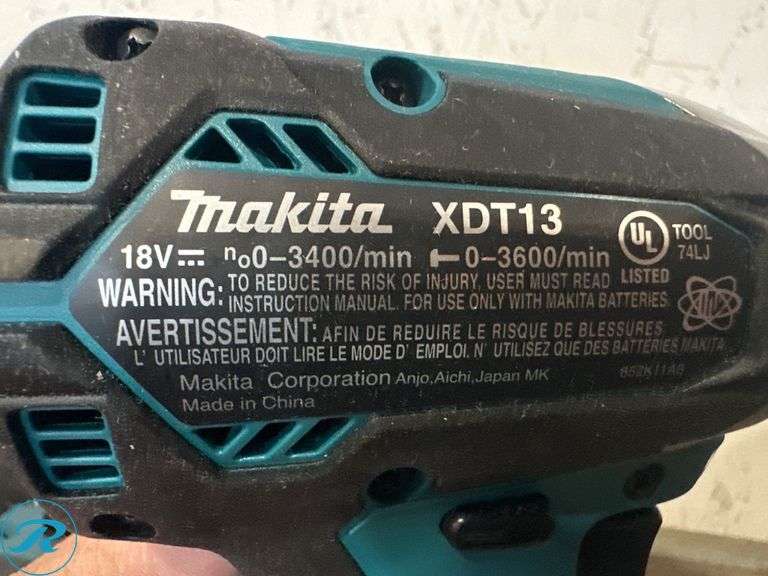 makita XDT13
18V n₀0–3400/min 0–3600/min
UL LISTED
TOOL 74LJ
WARNING: TO REDUCE THE RISK OF INJURY, USER MUST READ
INSTRUCTION MANUAL. FOR USE ONLY WITH MAKITA BATTERIES.
AVERTISSEMENT: AFIN DE REDUIRE LE RISQUE DE BLESSURES
L' UTILISATEUR DOIT LIRE LE MODE D' EMPLOI. N' UTILISEZ QUE DES BATTERIES MAKITA
Makita Corporation Anjo,Aichi,Japan MK
Made in China
R